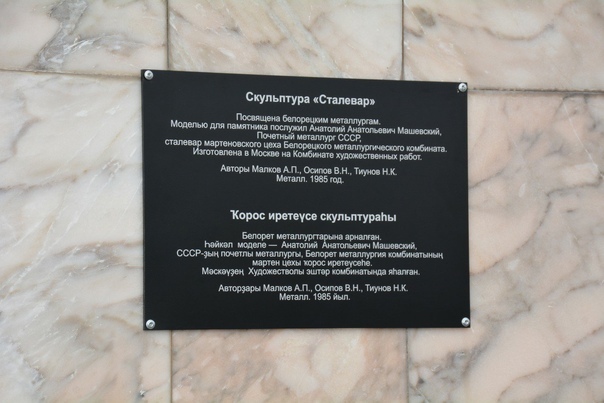 Скульптура «Сталевар»
Посвящена белорецким металлургам.
Моделью для памятника послужил Анатолий Анатольевич Машевский,
Почетный металлург СССР,
сталевар мартеновского цеха Белорецкого металлургического комбината.
Изготовлена в Москве на Комбинате художественных работ.
Авторы Малков А.П., Осипов В.Н., Тиунов Н.К.
Металл. 1985 год.
Ҡорос иретеүсе скульптураһы
Белорет металлургтарына арналған.
Һәйкәл моделе — Анатолий Анатольевич Машевский,
СССР-ҙың почетлы металлургы, Белорет металлургия комбинатының
мартен цехы ҡорос иретеүсеһе.
Мәскәүҙең Художестволы эштәр комбинатында яһалған.
Авторҙары Малков А.П., Осипов В.Н., Тиунов Н.К.
Металл. 1985 йыл.